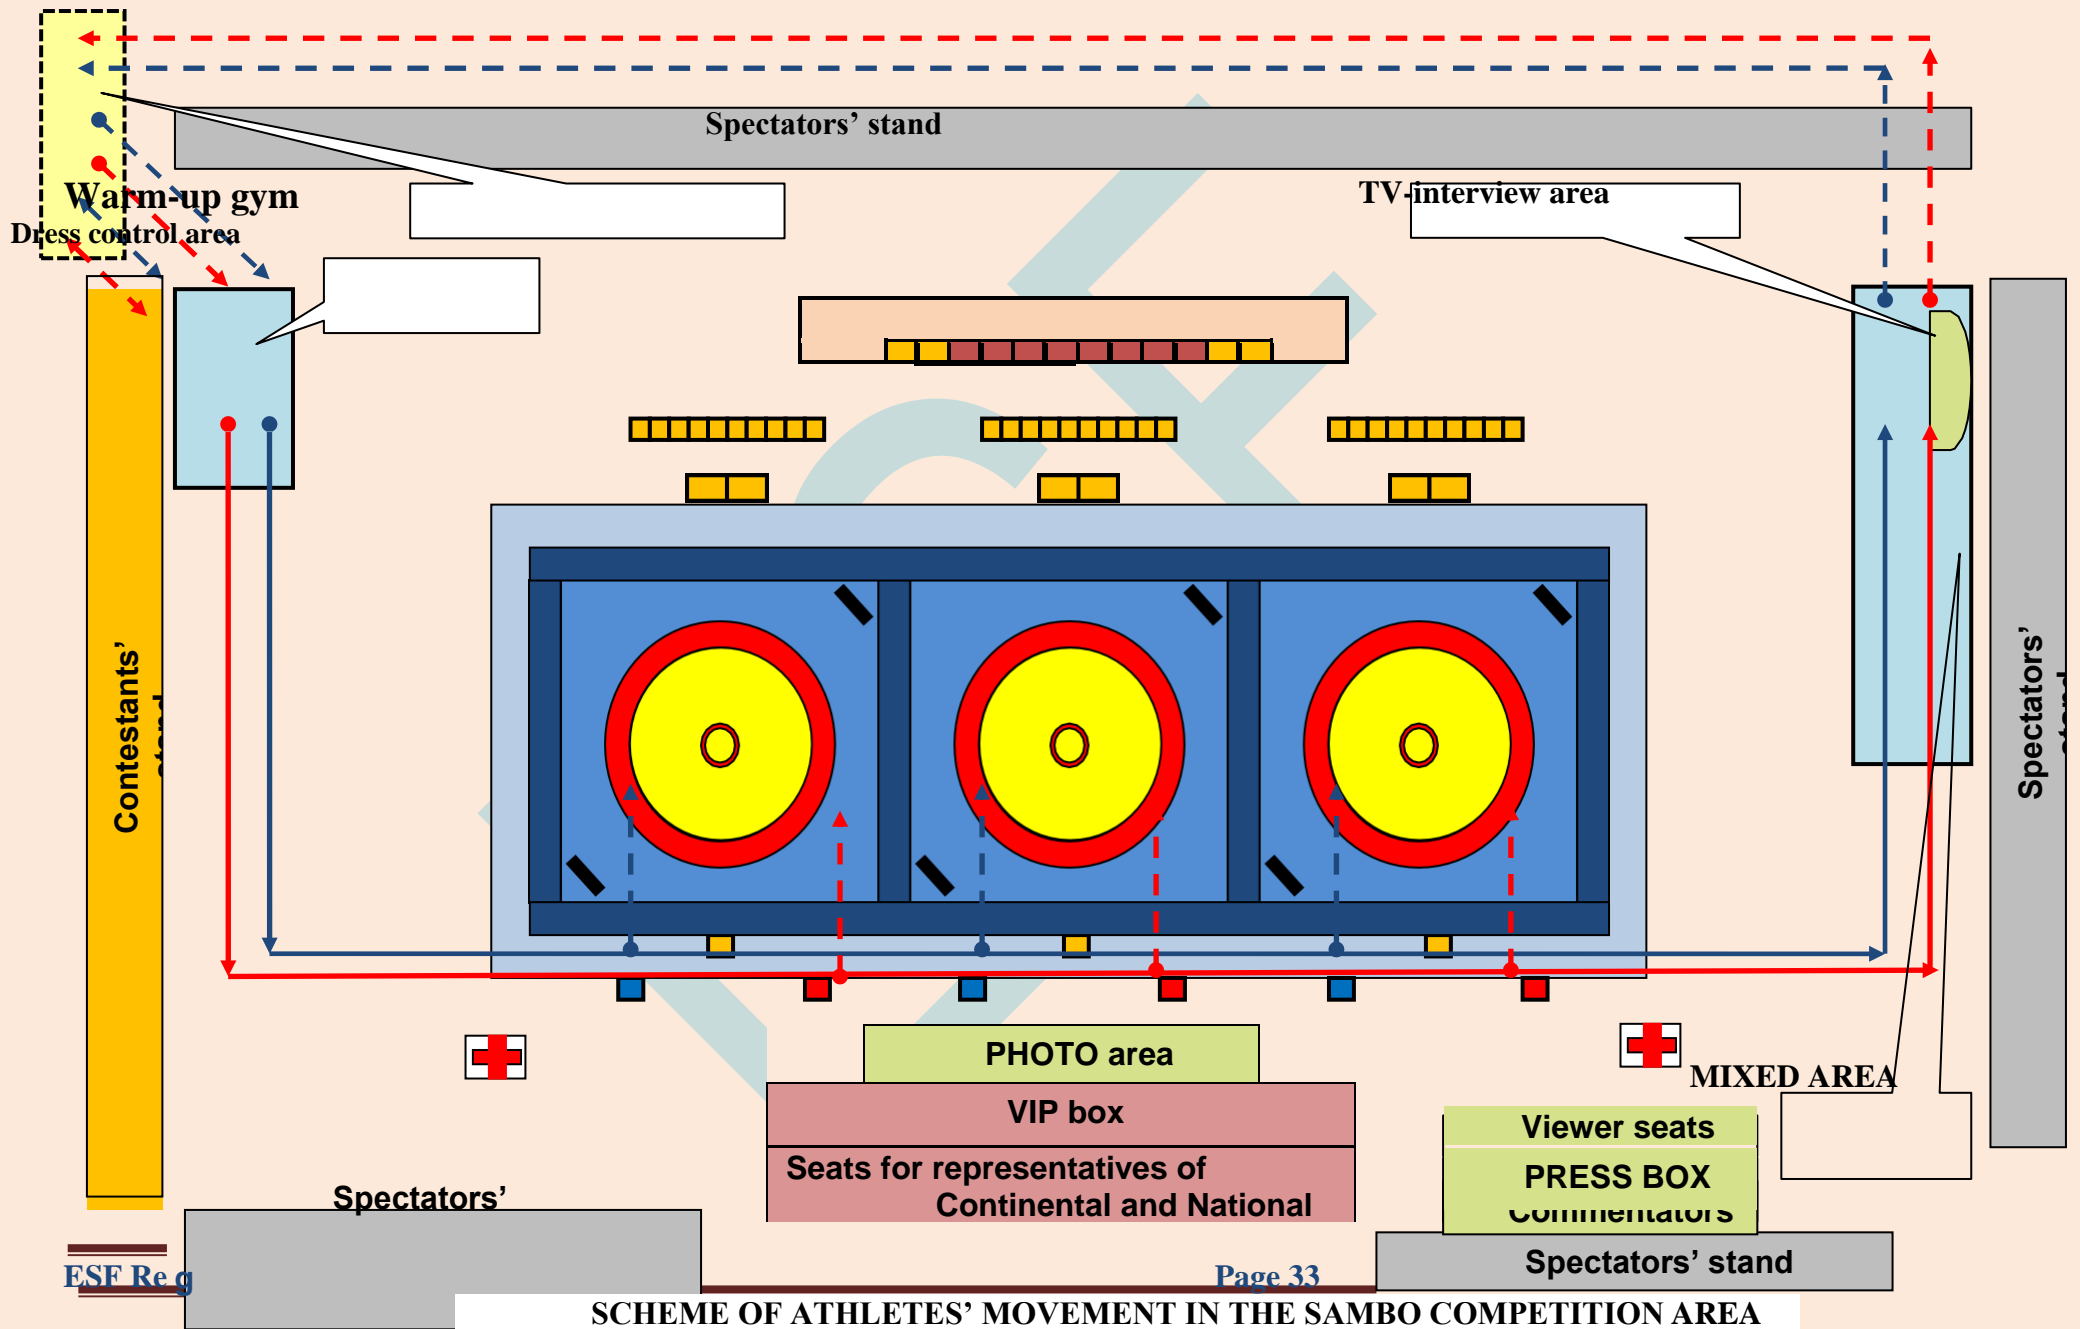 Spectators’ stand
Warm-up gym
TV-interview area
Dress control area
Contestants’
Spectators’
PHOTO area
MIXED AREA
VIP box
Viewer seats
Seats for representatives of
Continental and National
PRESS BOX
Commentators
Spectators’
Spectators’ stand
ESF Reg
Page 33
SCHEME OF ATHLETES’ MOVEMENT IN THE SAMBO COMPETITION AREA